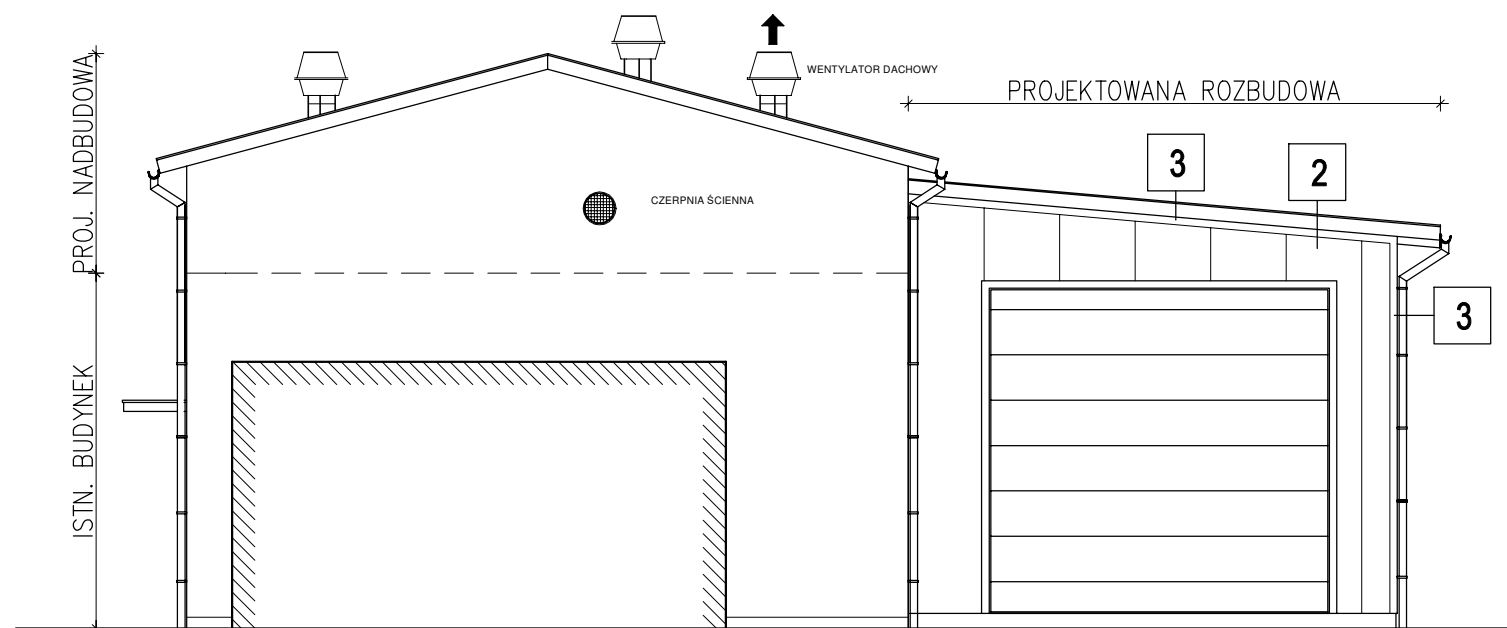 WENTYLATOR DACHOWY
PROJEKTOWANA ROZBUDOWA
PROJ. NADBUDOWA
3
2
CZERPNIA ŚCIENNA
3
ISTN. BUDYNEK